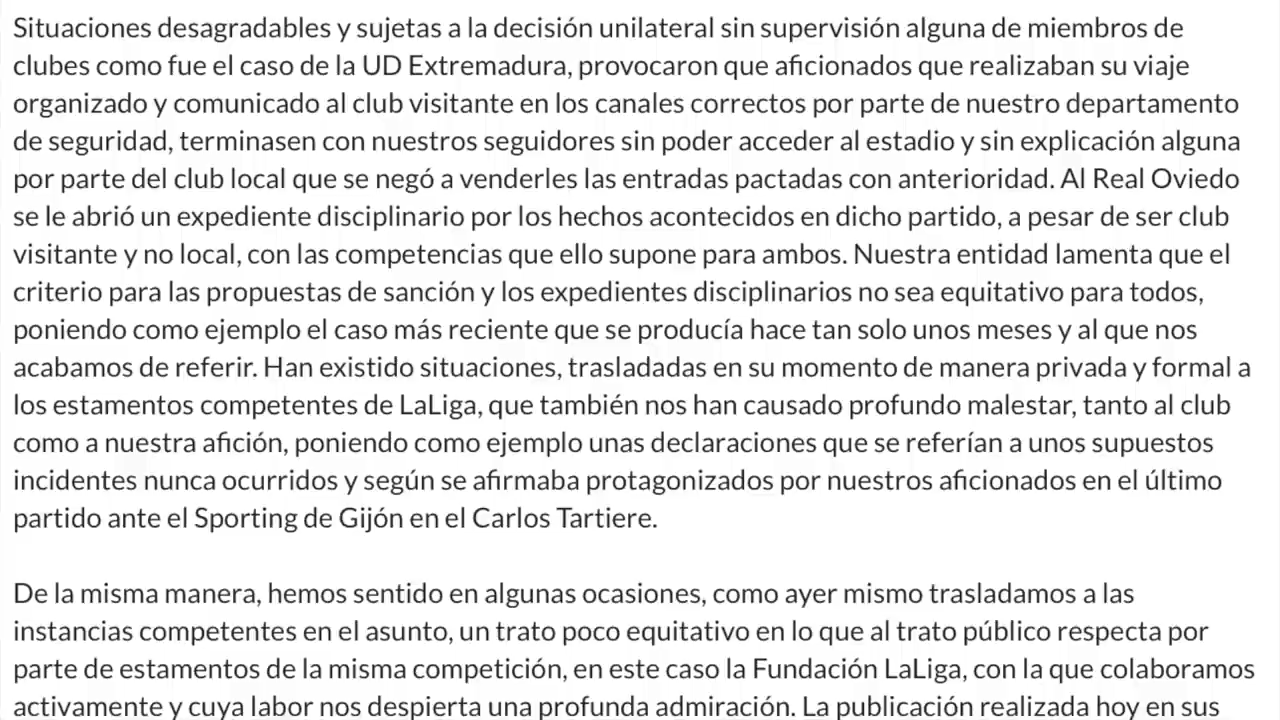 Situaciones desagradables y sujetas a la decisión unilateral sin supervisión alguna de miembros de
clubes como fue el caso de la UD Extremadura, provocaron que aficionados que realizaban su viaje
organizado y comunicado al club visitante en los canales correctos por parte de nuestro departamento
de seguridad, terminasen con nuestros seguidores sin poder acceder al estadio y sin explicación alguna
por parte del club local que se negó a venderles las entradas pactadas con anterioridad. Al Real Oviedo
se le abrió un expediente disciplinario por los hechos acontecidos en dicho partido, a pesar de ser club
visitante y no local, con las competencias que ello supone para ambos. Nuestra entidad lamenta que el
criterio para las propuestas de sanción y los expedientes disciplinarios no sea equitativo para todos,
poniendo como ejemplo el caso más reciente que se producía hace tan solo unos meses y al que nos
acabamos de referir. Han existido situaciones, trasladadas en su momento de manera privada y formal a
los estamentos competentes de LaLiga, que también nos han causado profundo malestar, tanto al club
como a nuestra afición, poniendo como ejemplo unas declaraciones que se referían a unos supuestos
incidentes nunca ocurridos y según se afirmaba protagonizados por nuestros aficionados en el último
partido ante el Sporting de Gijón en el Carlos Tartiere.
De la misma manera, hemos sentido en algunas ocasiones, como ayer mismo trasladamos a las
instancias competentes en el asunto, un trato poco equitativo en lo que al trato público respecta por
parte de estamentos de la misma competición, en este caso la Fundación LaLiga, con la que colaboramos
activamente y cuya labor nos despierta una profunda admiración. La publicación realizada hoy en sus